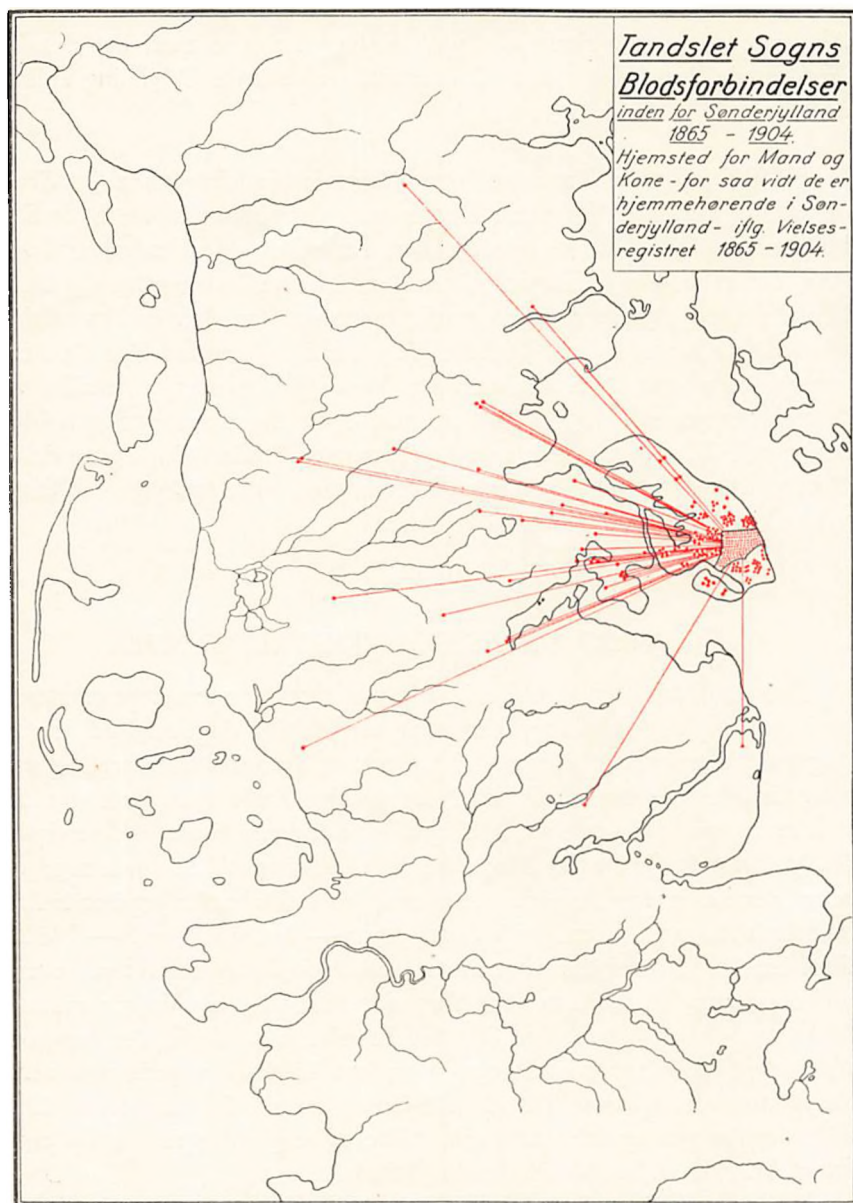 Tandslet Sogns
Blodsforbindelser
inden for Sønderjylland
1865 - 1904.
Hjemsted for Mand og
Kone - for saa vidt de er
hjemmehørende i Søn-
derjylland - iflg. Vielses-
registret 1865 - 1904.